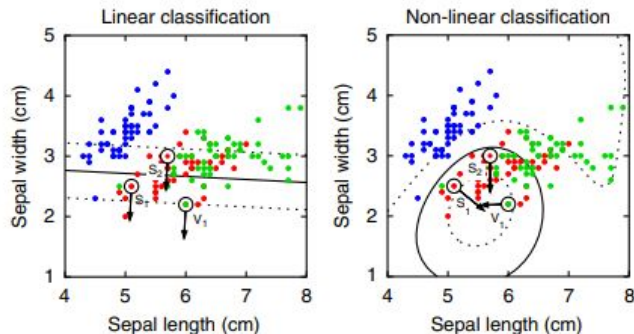 Linear classification
5
4
3
2
1
4 5 6 7 8
Sepal width (cm)
Sepal length (cm)
S1
S2
V1
Non-linear classification
5
4
3
2
1
4 5 6 7 8
Sepal width (cm)
Sepal length (cm)
S1
S2
V1